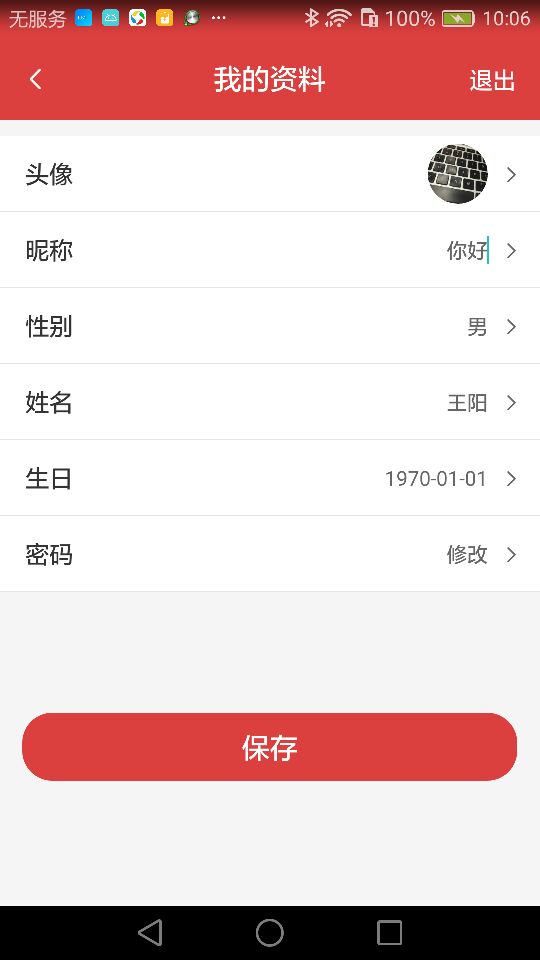 无服务 100% 10:06
我的资料 退出
头像
昵称 你好
性别 男
姓名 王阳
生日 1970-01-01
密码 修改
保存